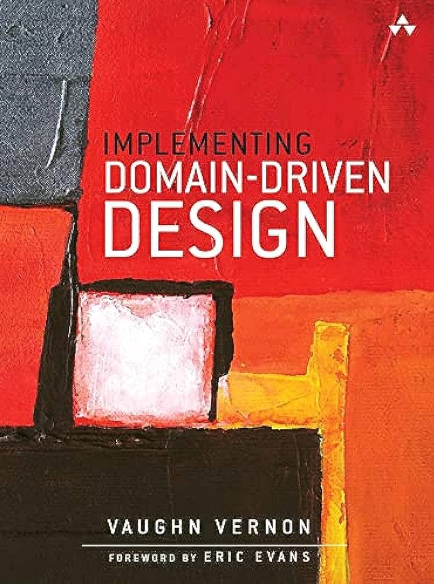 IMPLEMENTING
DOMAIN-DRIVEN
DESIGN
VAUGHN VERNON
FOREWORD BY ERIC EVANS